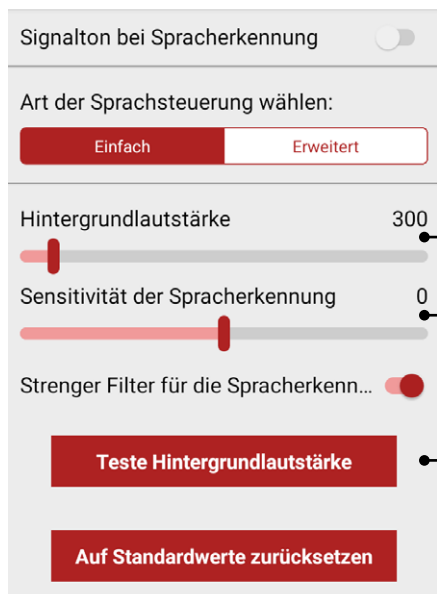 Signalton bei Spracherkennung
Art der Sprachsteuerung wählen:
Einfach Erweitert
Hintergrundlautstärke 300
Sensitivität der Spracherkennung 0
Strenger Filter für die Spracherkenn...
Teste Hintergrundlautstärke
Auf Standardwerte zurücksetzen